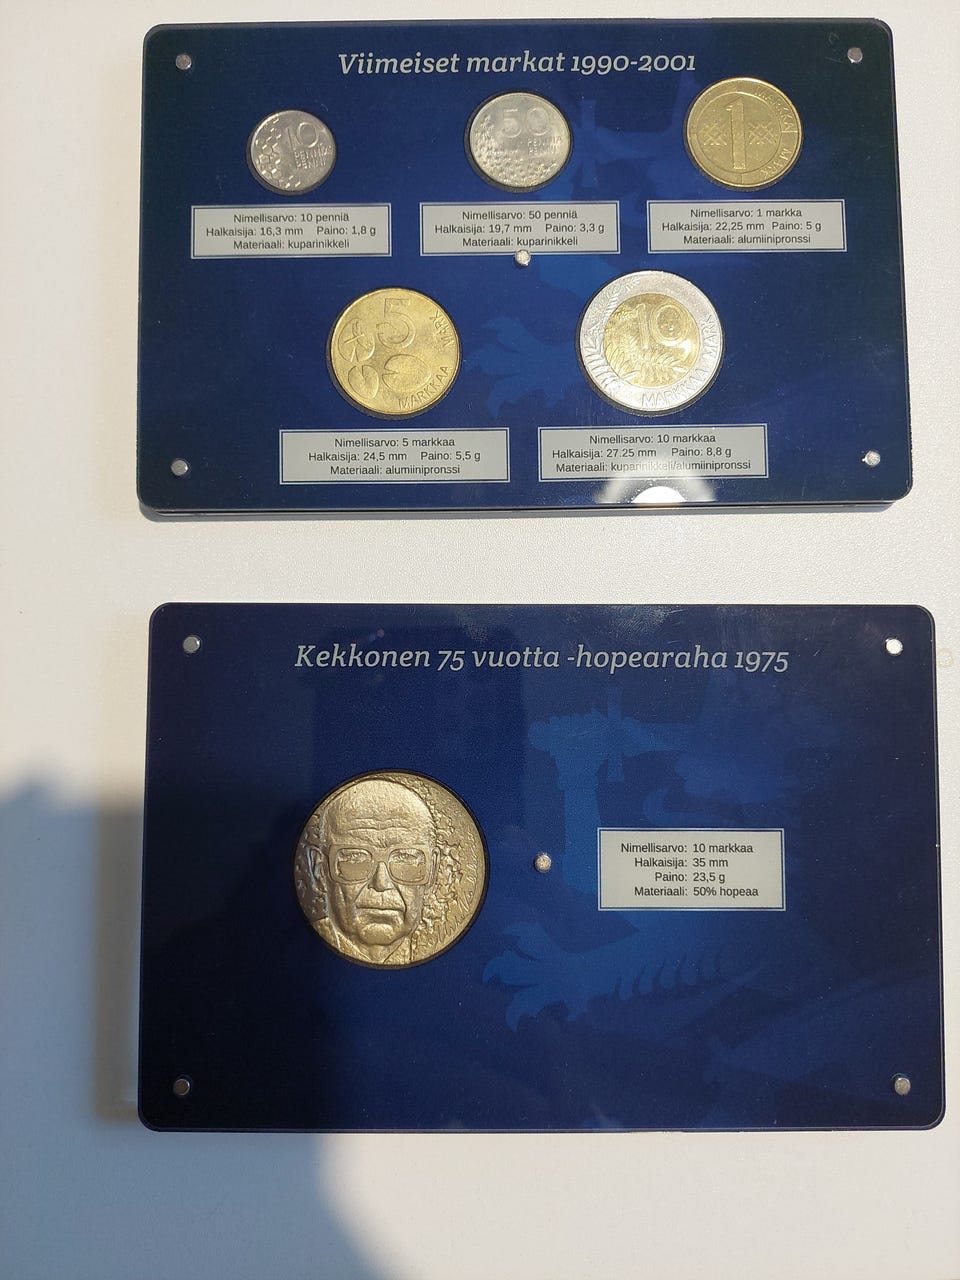 Viimeiset markat 1990-2001
10
PENNIÄ
PENNI
50
PENNIÄ
PENNI
1
MARKKA
MARK
Nimellisarvo: 10 penniä
Halkaisija: 16,3 mm Paino: 1,8 g
Materiaali: kuparinikkeli
Nimellisarvo: 50 penniä
Halkaisija: 19,7 mm Paino: 3,3 g
Materiaali: kuparinikkeli
Nimellisarvo: 1 markka
Halkaisija: 22,25 mm Paino: 5 g
Materiaali: alumiinipronssi
5
MARK
MARKKAA
10
MARK
MARKKAA
Nimellisarvo: 5 markkaa
Halkaisija: 24,5 mm Paino: 5,5 g
Materiaali: alumiinipronssi
Nimellisarvo: 10 markkaa
Halkaisija: 27.25 mm Paino: 8,8 g
Materiaali: kuparinikkeli/alumiinipronssi
Kekkonen 75 vuotta -hopearaha 1975
Nimellisarvo: 10 markkaa
Halkaisija: 35 mm
Paino: 23,5 g
Materiaali: 50% hopeaa